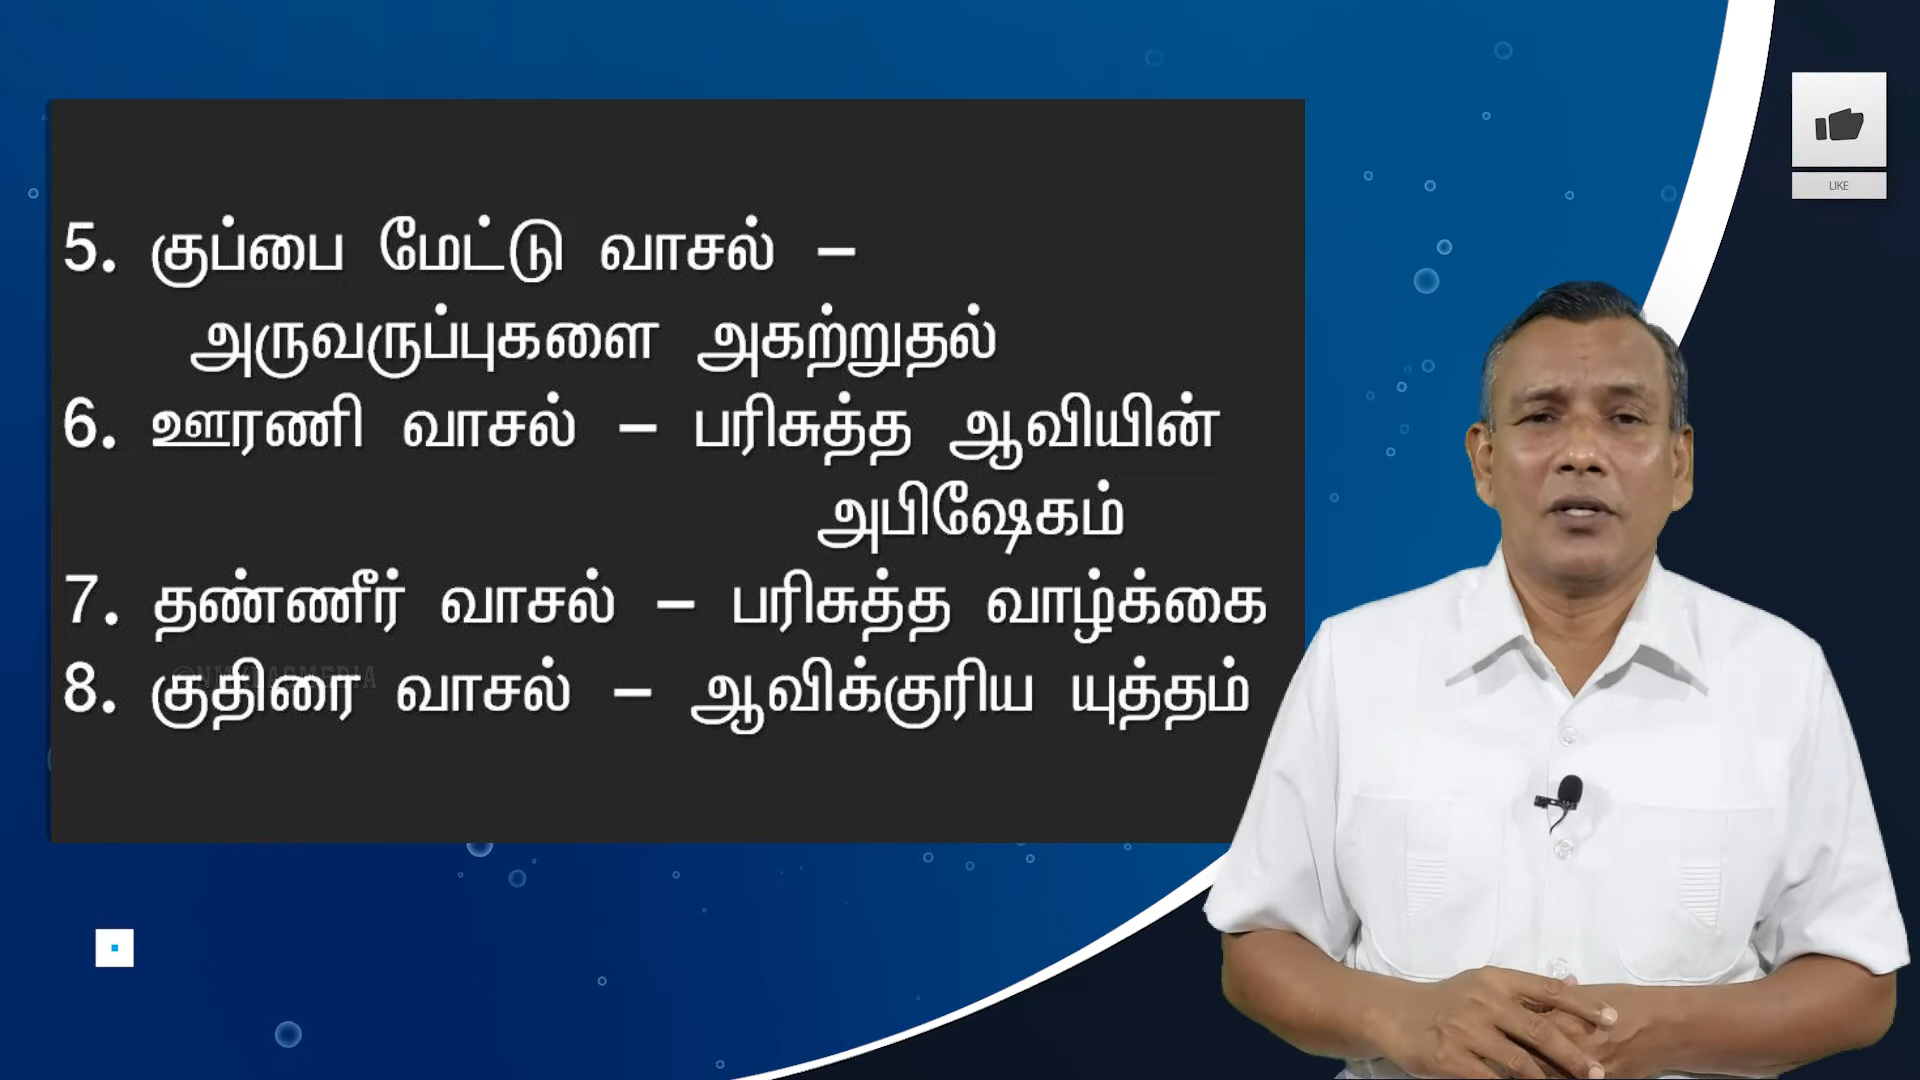 5. குப்பை மேட்டு வாசல் –
அருவருப்புகளை அகற்றுதல்
6. ஊரணி வாசல் – பரிசுத்த ஆவியின்
அபிஷேகம்
7. தண்ணீர் வாசல் – பரிசுத்த வாழ்க்கை
8. குதிரை வாசல் – ஆவிக்குரிய யுத்தம்
LIKE